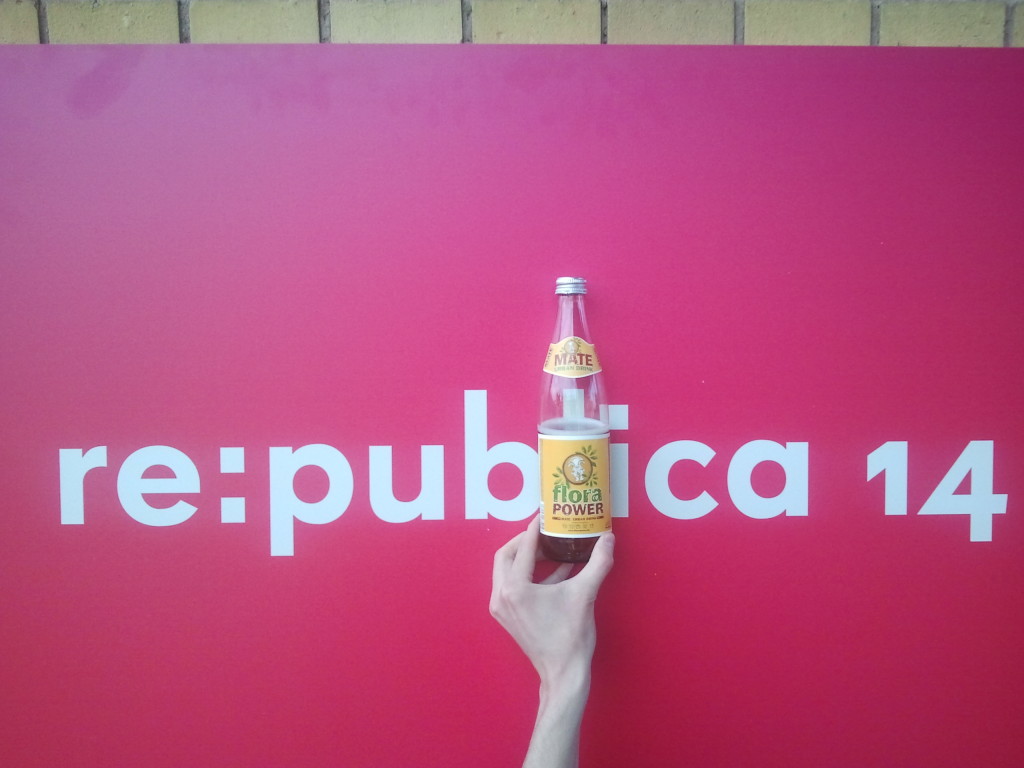 MATE
re:pub ica 14
flora
POWER